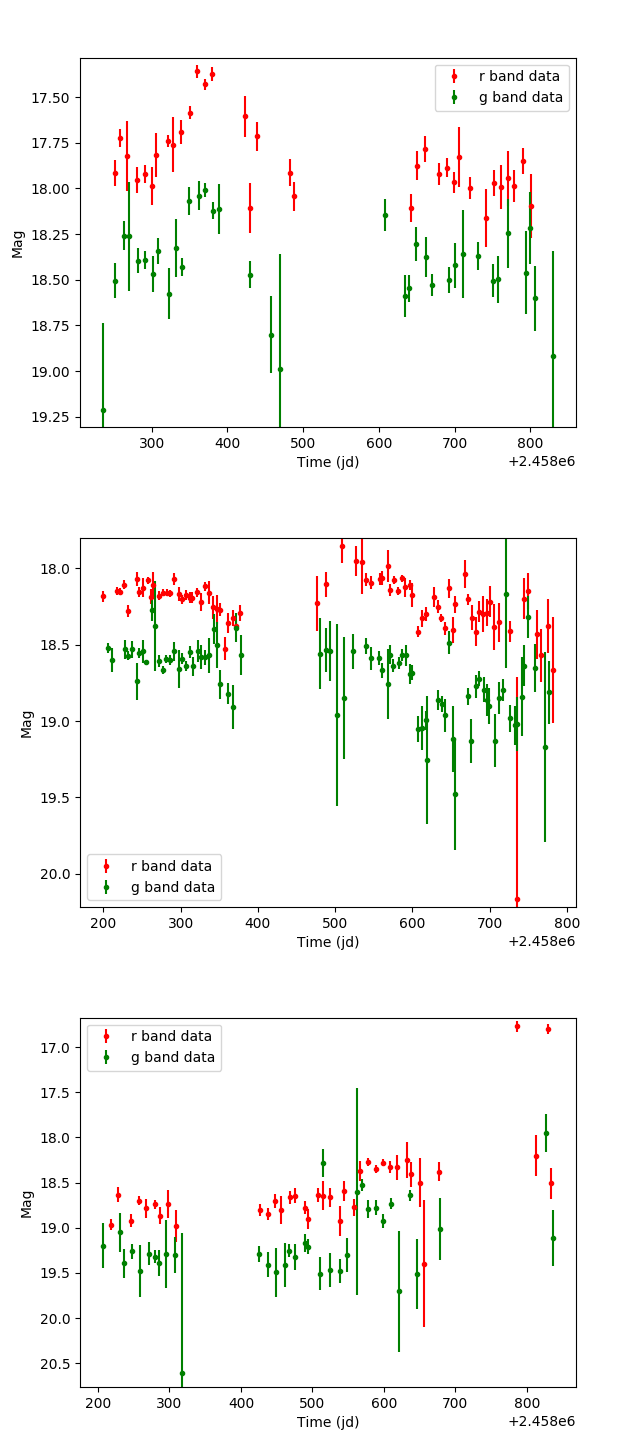 r band data
g band data
17.50
17.75
18.00
18.25
18.50
18.75
19.00
19.25
Mag
300 400 500 600 700 800
Time (jd)
+2.458e6
18.0
18.5
19.0
19.5
20.0
Mag
r band data
g band data
200 300 400 500 600 700 800
Time (jd)
+2.458e6
r band data
g band data
17.0
17.5
18.0
18.5
19.0
19.5
20.0
20.5
Mag
200 300 400 500 600 700 800
Time (jd)
+2.458e6